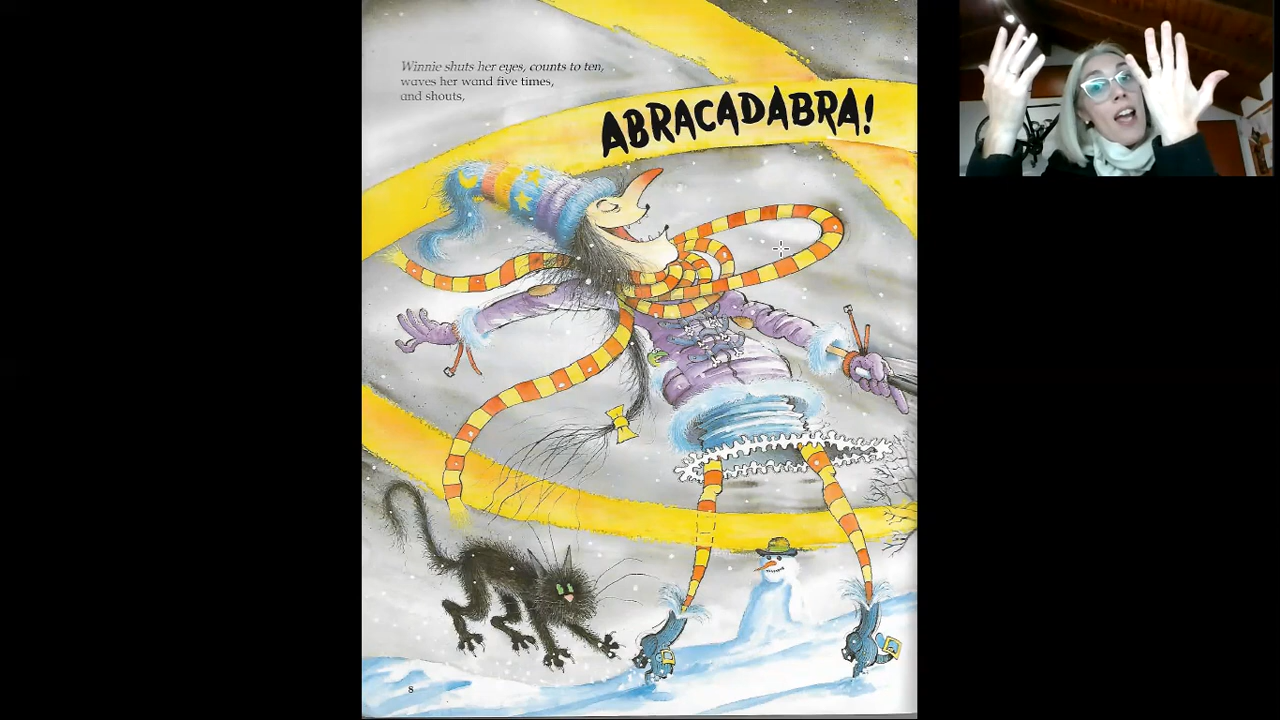 Winnie shuts her eyes, counts to ten,
waves her wand five times,
and shouts,
ABRACADABRA!
8